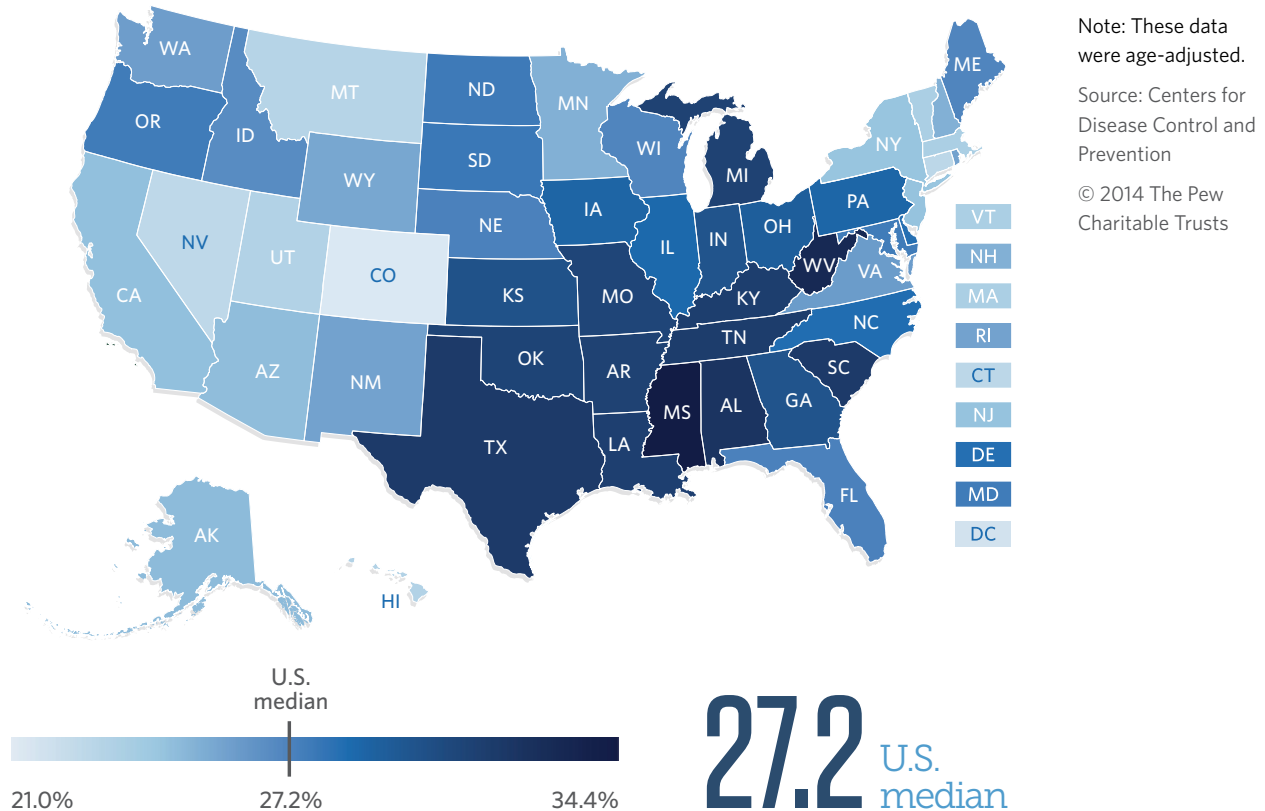 WA
MT
ND
MN
ME
OR
ID
SD
WI
NY
WY
MI
NE
IA
PA
NV
UT
CO
IL
IN
OH
WV
VA
CA
KS
MO
KY
NC
TN
AZ
NM
OK
AR
SC
MS
AL
GA
TX
LA
FL
AK
HI
VT
NH
MA
RI
CT
NJ
DE
MD
DC
Note: These data
were age-adjusted.
Source: Centers for
Disease Control and
Prevention
© 2014 The Pew
Charitable Trusts
U.S.
median
21.0%
27.2%
34.4%
27.2
U.S.
median